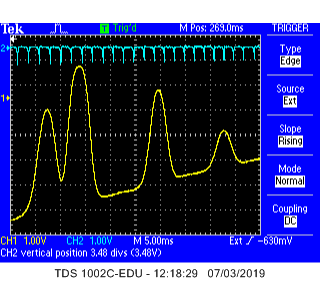 Tek T Trig'd M Pos: 269.0ms TRIGGER
Type
Edge
Source
Ext
Slope
Rising
Mode
Normal
Coupling
DC
2
1
CH1 1.00V CH2 1.00V M 5.00ms Ext -630mV
CH2 vertical position 3.48 divs (3.48V)
TDS 1002C-EDU - 12:18:29 07/03/2019